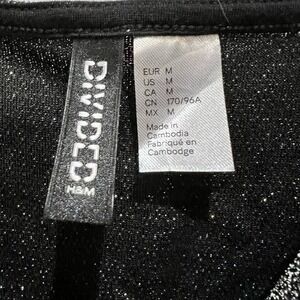 DIVIDED
H&M
EUR M
US M
CA M
CN 170/96A
MX M
Made in
Cambodia
Fabriqué en
Cambodge